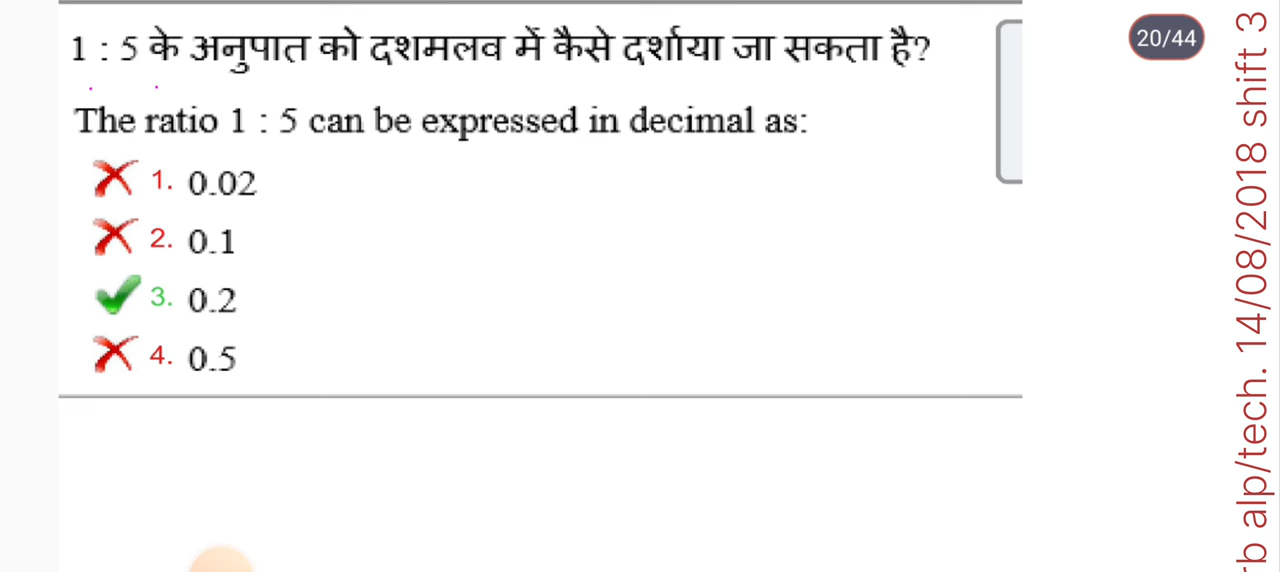 1 : 5 के अनुपात को दशमलव में कैसे दर्शाया जा सकता है?
20/44
The ratio 1 : 5 can be expressed in decimal as:
1. 0.02
2. 0.1
3. 0.2
4. 0.5
rb alp/tech. 14/08/2018 shift 3